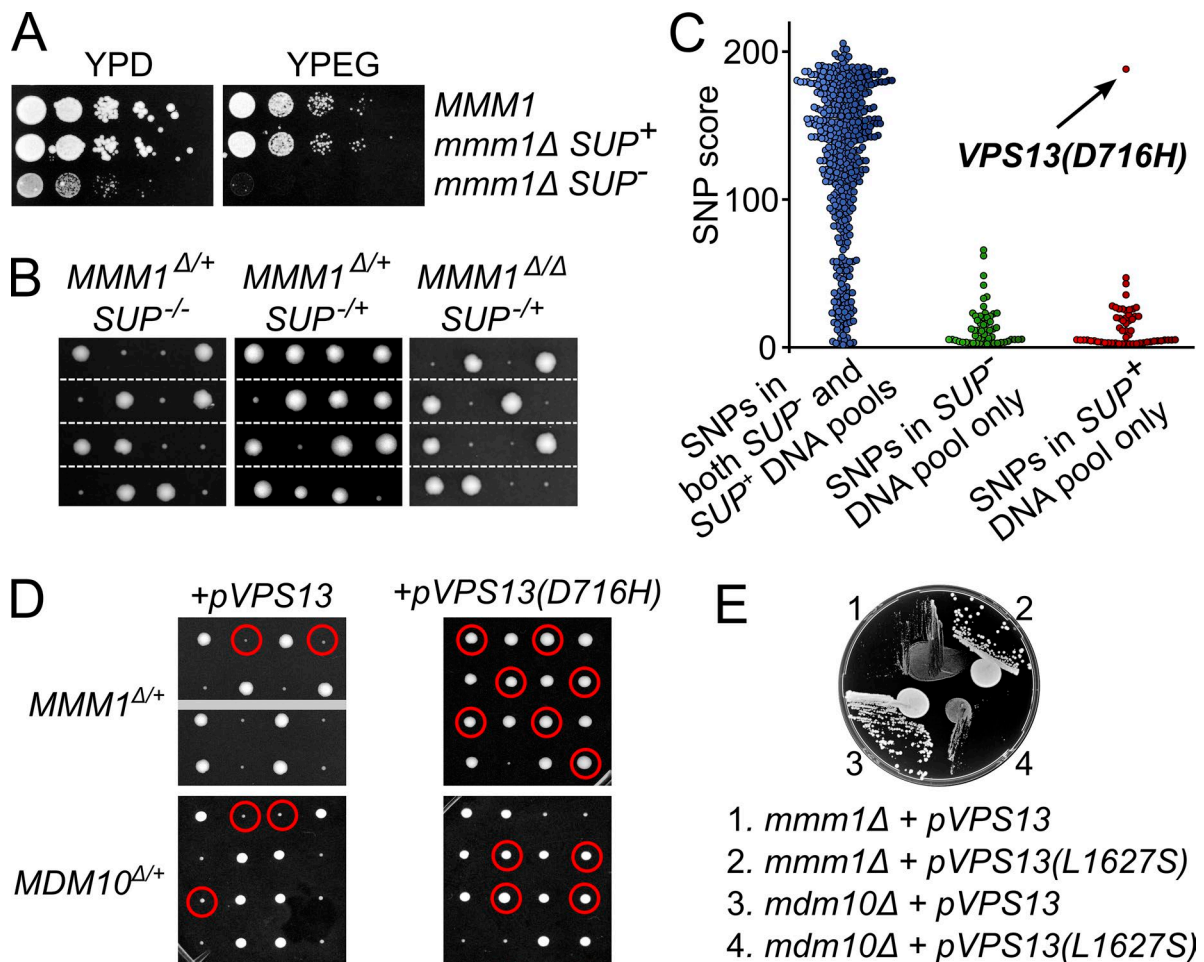 A
YPD YPEG
MMM1
mmm1Δ SUP+
mmm1Δ SUP-
B
MMM1 Δ/+ MMM1 Δ/+ MMM1 Δ/Δ
SUP-/- SUP-/+ SUP-/+
C
SNP score
200
100
0
VPS13(D716H)
SNPs in
both SUP- and
SUP+ DNA pools
SNPs in SUP-
DNA pool only
SNPs in SUP+
DNA pool only
D
+pVPS13 +pVPS13(D716H)
MMM1Δ/+
MDM10Δ/+
E
1 2
3 4
1. mmm1Δ + pVPS13
2. mmm1Δ + pVPS13(L1627S)
3. mdm10Δ + pVPS13
4. mdm10Δ + pVPS13(L1627S)